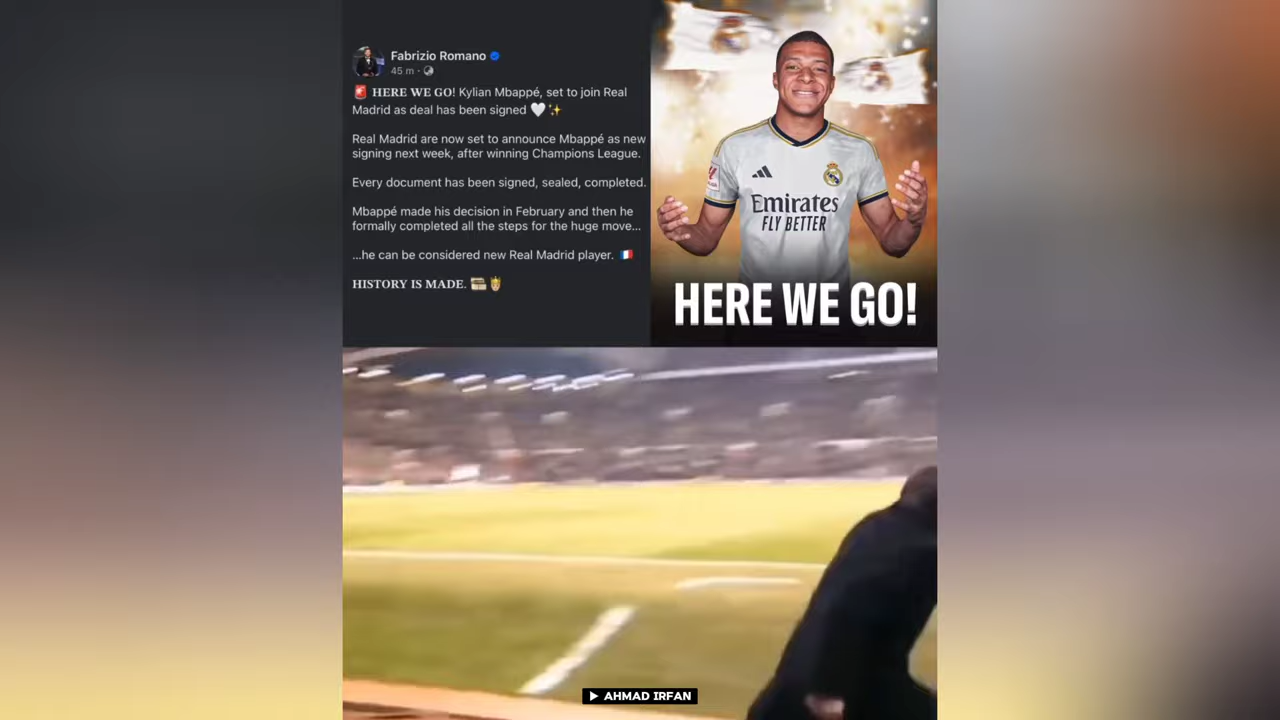 Fabrizio Romano
45 m ·
🚨 HERE WE GO! Kylian Mbappé, set to join Real
Madrid as deal has been signed 🤍✨
Real Madrid are now set to announce Mbappé as new
signing next week, after winning Champions League.
Every document has been signed, sealed, completed.
Mbappé made his decision in February and then he
formally completed all the steps for the huge move...
...he can be considered new Real Madrid player. 🇫🇷
HISTORY IS MADE.
Emirates
FLY BETTER
HERE WE GO!
AHMAD IRFAN